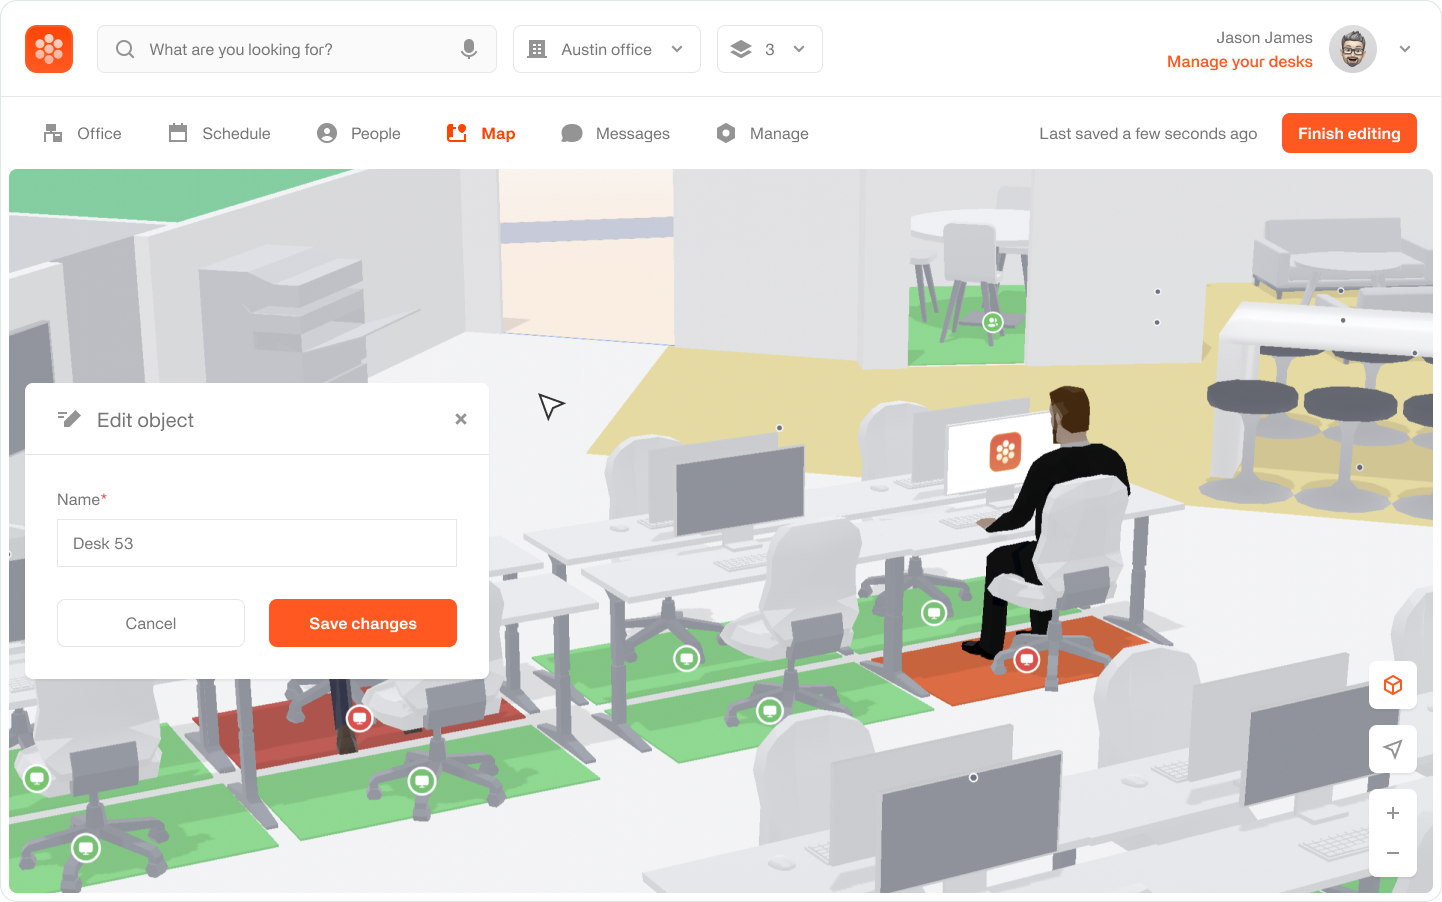 What are you looking for?
Austin office
3
Jason James
Manage your desks
Office
Schedule
People
Map
Messages
Manage
Last saved a few seconds ago
Finish editing
Edit object
Name*
Desk 53
Cancel
Save changes